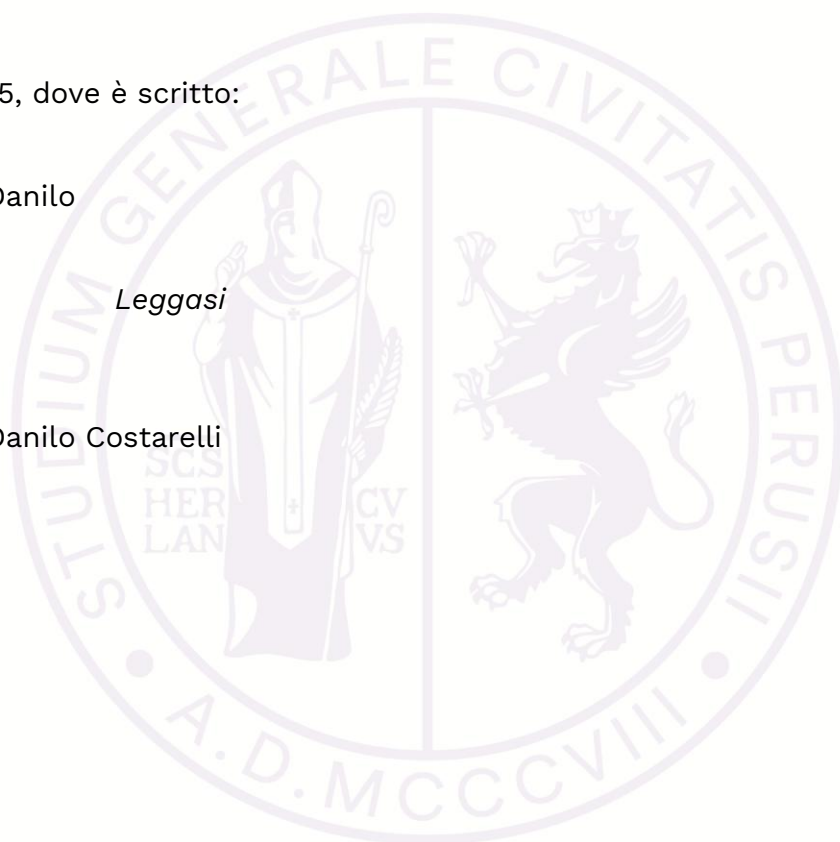 5, dove è scritto:
Danilo
Leggasi
Danilo Costarelli
STUDIUM GENERALE CIVITATIS PERUSII
SCS
HER CV
LAN VS
A.D. MCCCVIII